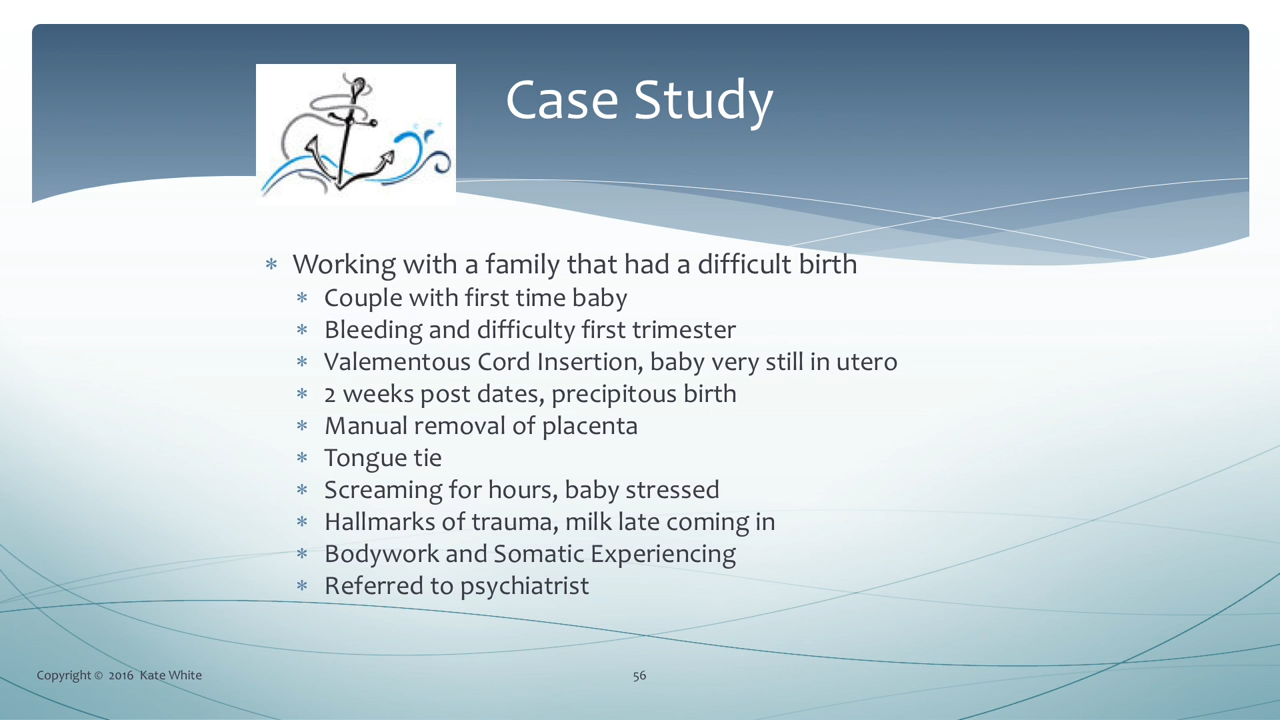 Case Study
* Working with a family that had a difficult birth
* Couple with first time baby
* Bleeding and difficulty first trimester
* Valementous Cord Insertion, baby very still in utero
* 2 weeks post dates, precipitous birth
* Manual removal of placenta
* Tongue tie
* Screaming for hours, baby stressed
* Hallmarks of trauma, milk late coming in
* Bodywork and Somatic Experiencing
* Referred to psychiatrist
Copyright © 2016 Kate White
56